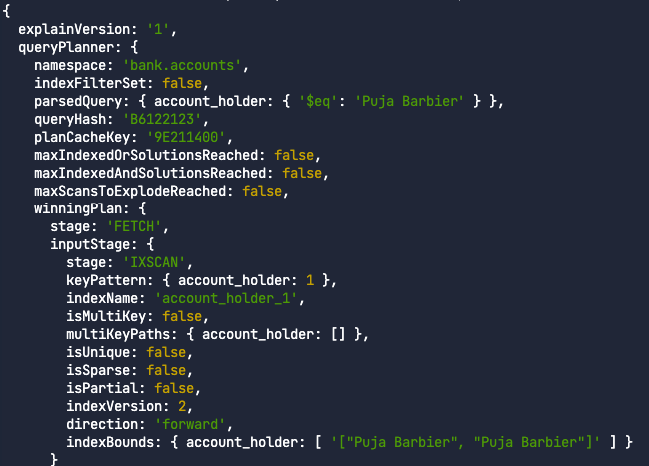 {
  explainVersion: '1',
  queryPlanner: {
    namespace: 'bank.accounts',
    indexFilterSet: false,
    parsedQuery: { account_holder: { '$eq': 'Puja Barbier' } },
    queryHash: 'B6122123',
    planCacheKey: '9E211400',
    maxIndexedOrSolutionsReached: false,
    maxIndexedAndSolutionsReached: false,
    maxScansToExplodeReached: false,
    winningPlan: {
      stage: 'FETCH',
      inputStage: {
        stage: 'IXSCAN',
        keyPattern: { account_holder: 1 },
        indexName: 'account_holder_1',
        isMultiKey: false,
        multiKeyPaths: { account_holder: [] },
        isUnique: false,
        isSparse: false,
        isPartial: false,
        indexVersion: 2,
        direction: 'forward',
        indexBounds: { account_holder: [ '["Puja Barbier", "Puja Barbier"]' ] }
      }